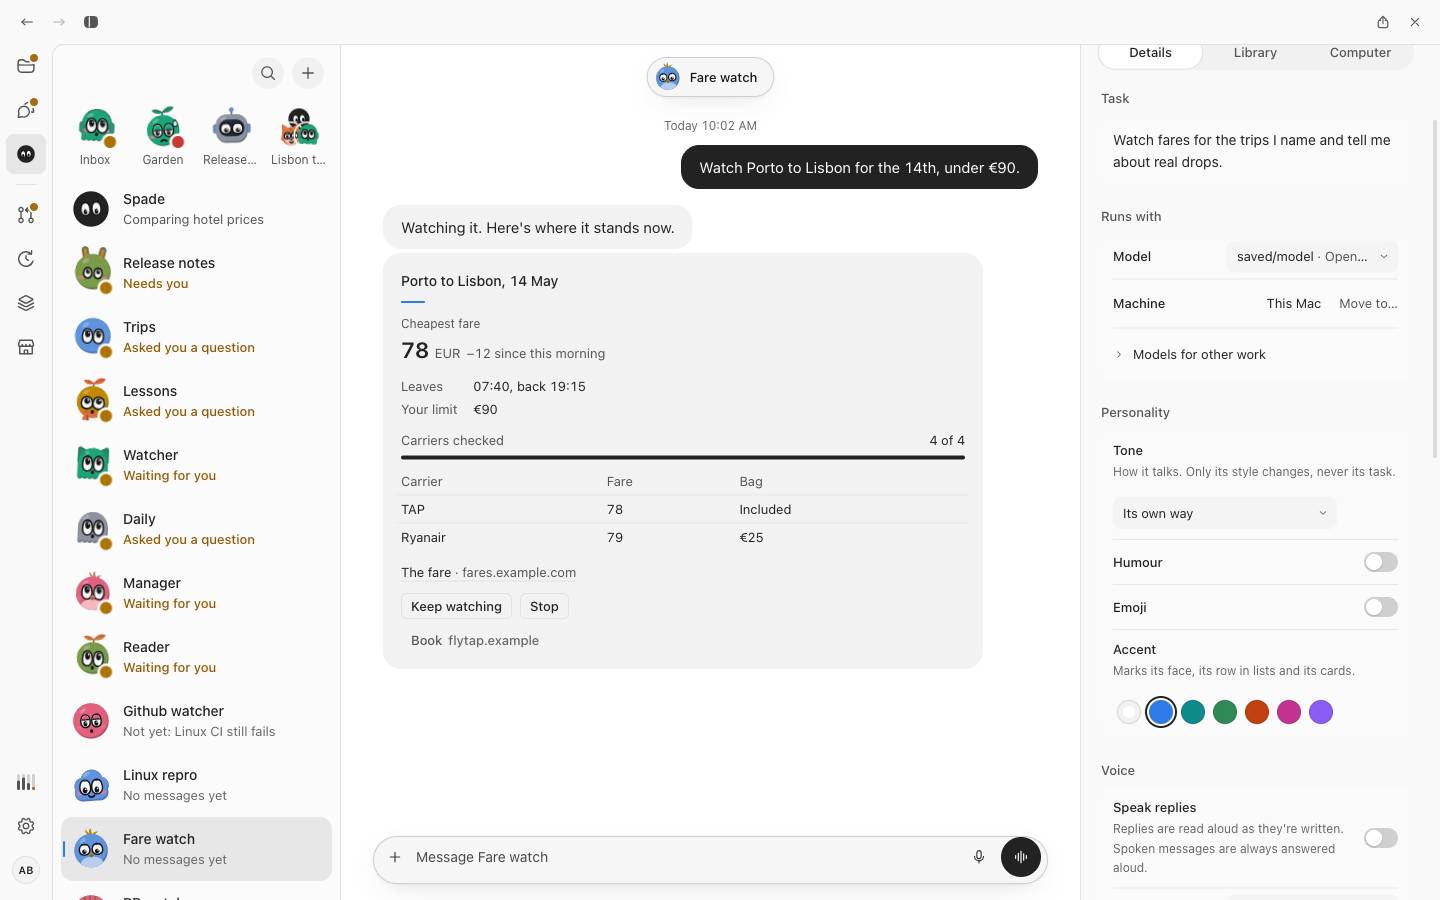 Inbox
Garden
Release...
Lisbon t...
Spade
Comparing hotel prices
Release notes
Needs you
Trips
Asked you a question
Lessons
Asked you a question
Watcher
Waiting for you
Daily
Asked you a question
Manager
Waiting for you
Reader
Waiting for you
Github watcher
Not yet: Linux CI still fails
Linux repro
No messages yet
Fare watch
No messages yet
AB
Fare watch
Today 10:02 AM
Watch Porto to Lisbon for the 14th, under €90.
Watching it. Here's where it stands now.
Porto to Lisbon, 14 May
Cheapest fare
78 EUR −12 since this morning
Leaves 07:40, back 19:15
Your limit €90
Carriers checked 4 of 4
Carrier Fare Bag
TAP 78 Included
Ryanair 79 €25
The fare · fares.example.com
Keep watching Stop
Book flytap.example
Message Fare watch
Details Library Computer
Task
Watch fares for the trips I name and tell me
about real drops.
Runs with
Model saved/model · Open...
Machine This Mac Move to...
Models for other work
Personality
Tone
How it talks. Only its style changes, never its task.
Its own way
Humour
Emoji
Accent
Marks its face, its row in lists and its cards.
Voice
Speak replies
Replies are read aloud as they're written.
Spoken messages are always answered
aloud.